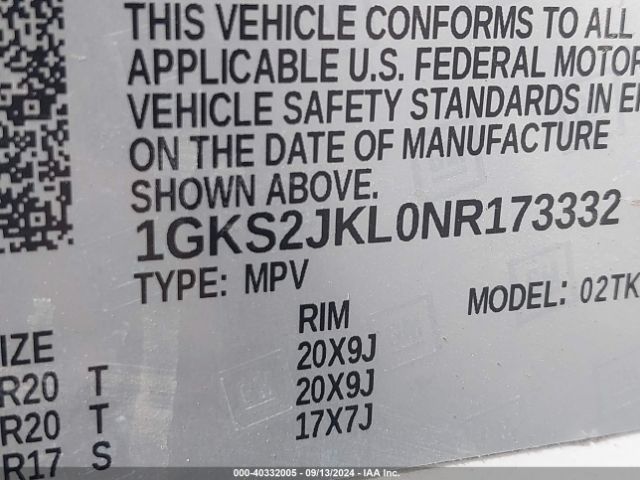 THIS VEHICLE CONFORMS TO ALL
APPLICABLE U.S. FEDERAL MOTOR
VEHICLE SAFETY STANDARDS IN E
ON THE DATE OF MANUFACTURE
SHOWN ABOVE.
1GKS2JKL0NR173332
TYPE: MPV
MODEL: 02TK
IZE RIM
R20 T 20X9J
R20 T 20X9J
R17 S 17X7J
000-40332005 - 09/13/2024 - IAA Inc.